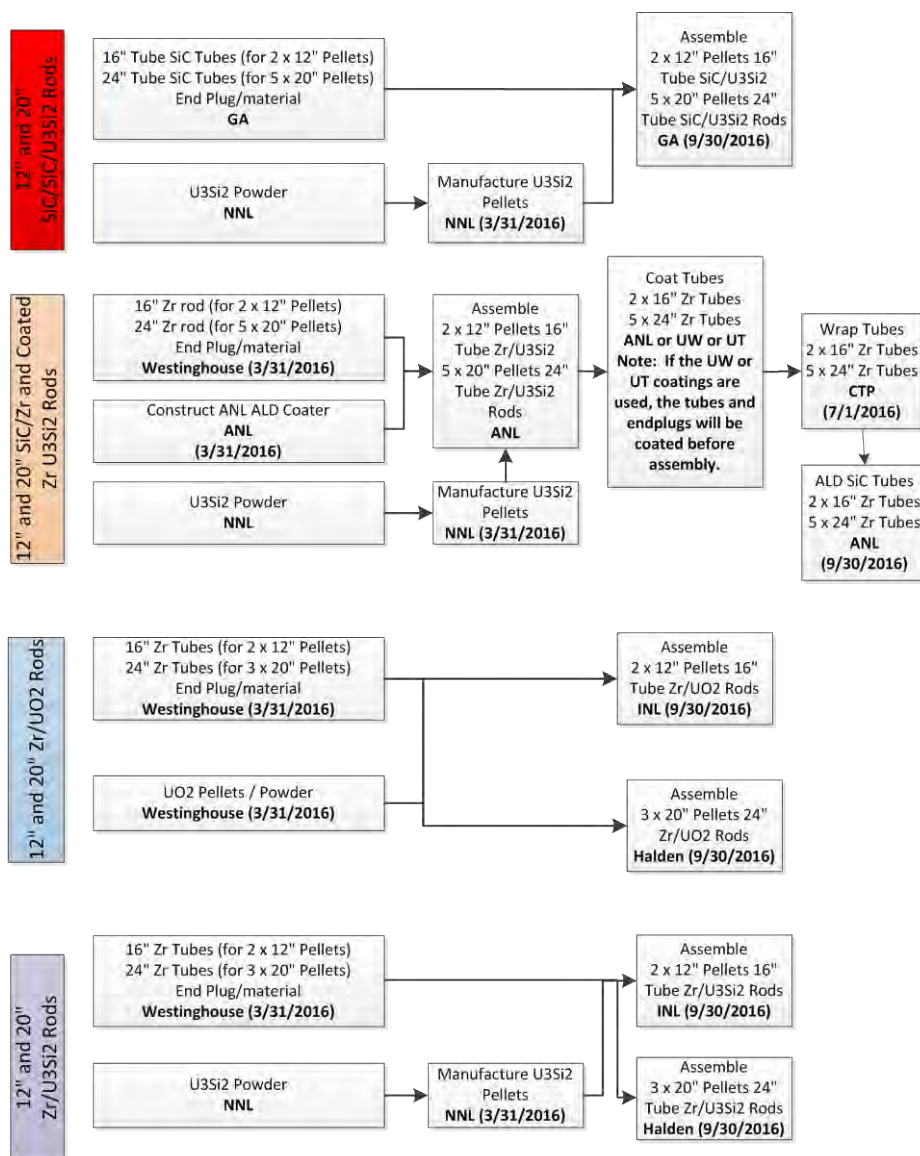 12" and 20"
SiC/SiC/U3Si2 Rods
16" Tube SiC Tubes (for 2 x 12" Pellets)
24" Tube SiC Tubes (for 5 x 20" Pellets)
End Plug/material
GA
U3Si2 Powder
NNL
Manufacture U3Si2
Pellets
NNL (3/31/2016)
Assemble
2 x 12" Pellets 16"
Tube SiC/U3Si2
5 x 20" Pellets 24"
Tube SiC/U3Si2 Rods
GA (9/30/2016)
12" and 20" SiC/Zr and Coated
Zr U3Si2 Rods
16" Zr rod (for 2 x 12" Pellets)
24" Zr rod (for 5 x 20" Pellets)
End Plug/material
Westinghouse (3/31/2016)
Construct ANL ALD Coater
ANL
(3/31/2016)
U3Si2 Powder
NNL
Assemble
2 x 12" Pellets 16"
Tube Zr/U3Si2
5 x 20" Pellets 24"
Tube Zr/U3Si2
Rods
ANL
Manufacture U3Si2
Pellets
NNL (3/31/2016)
Coat Tubes
2 x 16" Zr Tubes
5 x 24" Zr Tubes
ANL or UW or UT
Note: If the UW or
UT coatings are
used, the tubes and
endplugs will be
coated before
assembly.
Wrap Tubes
2 x 16" Zr Tubes
5 x 24" Zr Tubes
CTP
(7/1/2016)
ALD SiC Tubes
2 x 16" Zr Tubes
5 x 24" Zr Tubes
ANL
(9/30/2016)
12" and 20" Zr/UO2 Rods
16" Zr Tubes (for 2 x 12" Pellets)
24" Zr Tubes (for 3 x 20" Pellets)
End Plug/material
Westinghouse (3/31/2016)
UO2 Pellets / Powder
Westinghouse (3/31/2016)
Assemble
2 x 12" Pellets 16"
Tube Zr/UO2 Rods
INL (9/30/2016)
Assemble
3 x 20" Pellets 24"
Zr/UO2 Rods
Halden (9/30/2016)
12" and 20"
Zr/U3Si2 Rods
16" Zr Tubes (for 2 x 12" Pellets)
24" Zr Tubes (for 3 x 20" Pellets)
End Plug/material
Westinghouse (3/31/2016)
U3Si2 Powder
NNL
Manufacture U3Si2
Pellets
NNL (3/31/2016)
Assemble
2 x 12" Pellets 16"
Tube Zr/U3Si2 Rods
INL (9/30/2016)
Assemble
3 x 20" Pellets 24"
Tube Zr/U3Si2 Rods
Halden (9/30/2016)